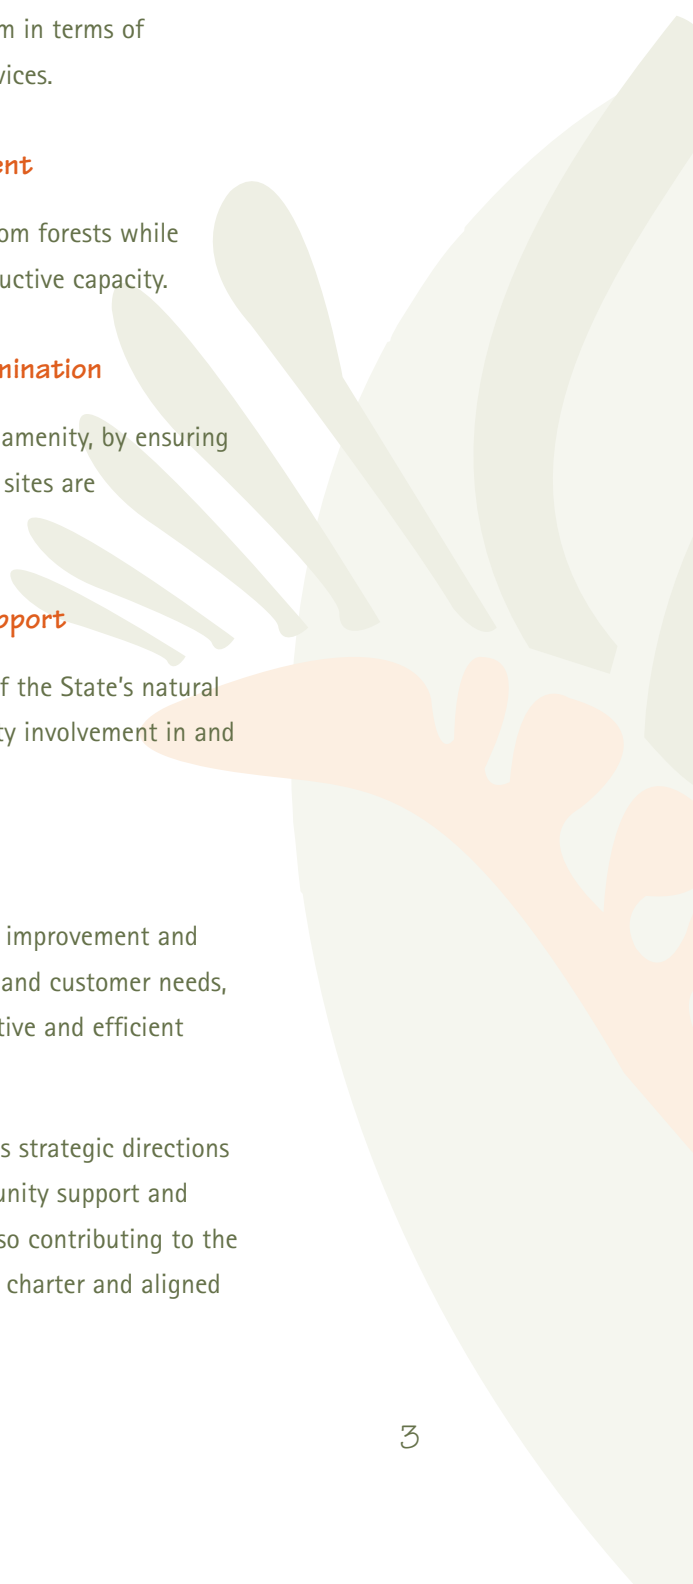 m in terms of
vices.
ent
om forests while
uctive capacity.
mination
amenity, by ensuring
sites are
pport
f the State's natural
ty involvement in and
improvement and
and customer needs,
tive and efficient
s strategic directions
unity support and
so contributing to the
charter and aligned
3